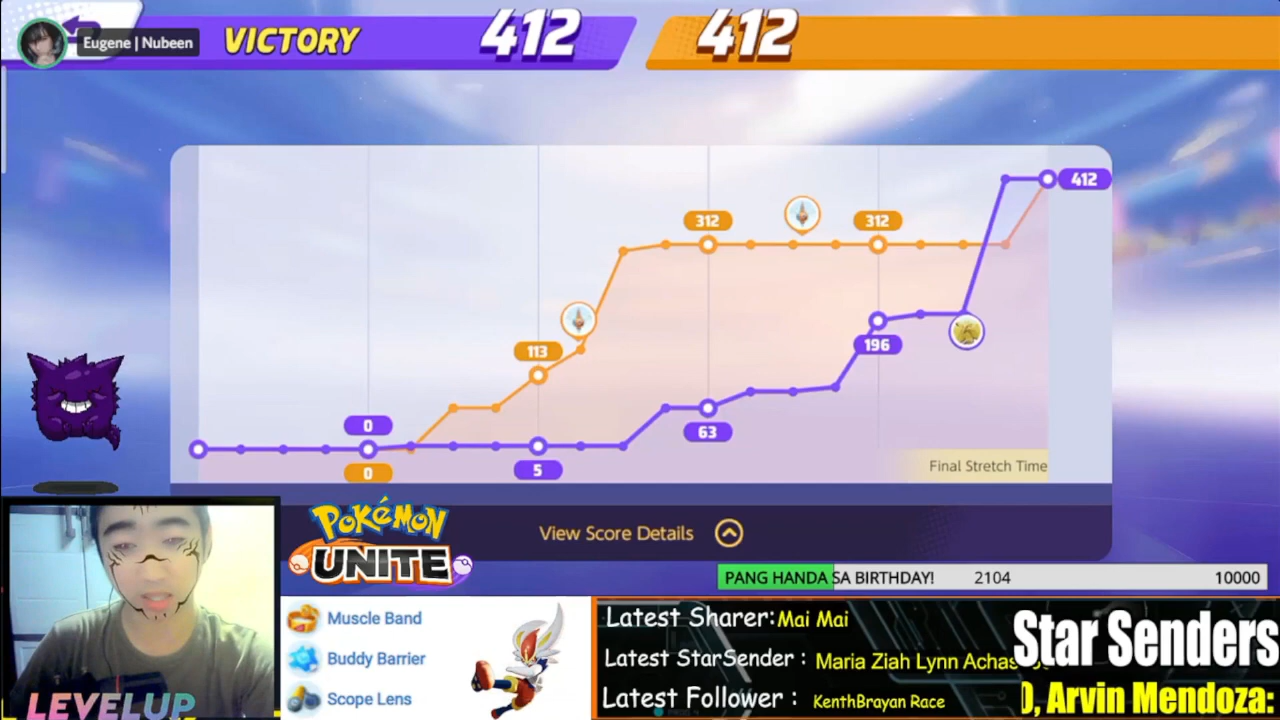 Eugene | Nubeen
VICTORY
412
412
412
312
312
113
196
0
63
0
5
Final Stretch Time
POKéMON
UNITE
View Score Details
PANG HANDA SA BIRTHDAY! 2104 10000
Muscle Band
Buddy Barrier
Scope Lens
Latest Sharer: Mai Mai
Latest StarSender : Maria Ziah Lynn Achas
Latest Follower : KenthBrayan Race
Star Senders
), Arvin Mendoza:
LEVELUP